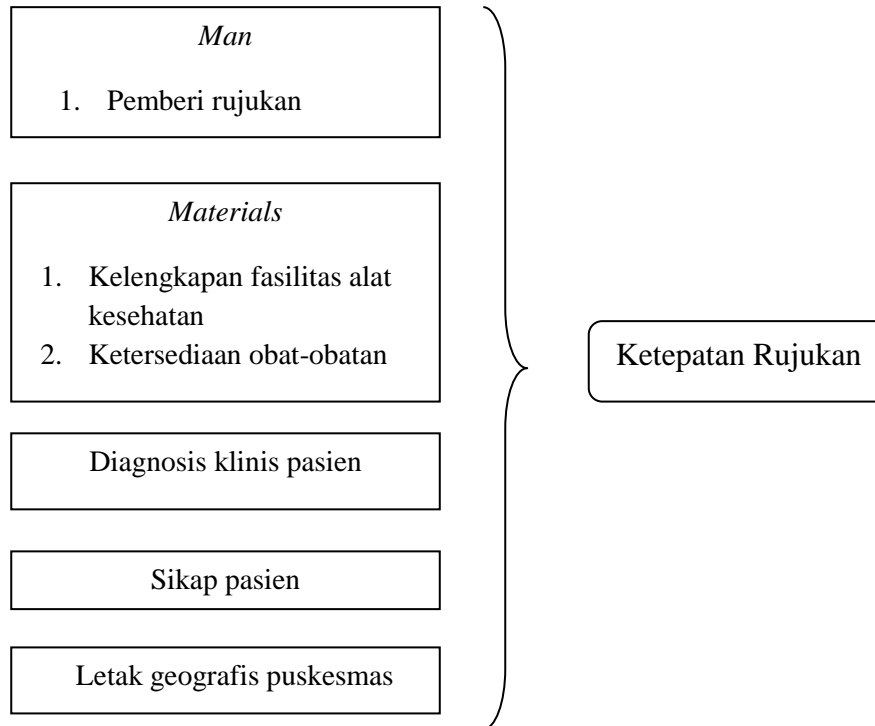 Man
1. Pemberi rujukan
Materials
1. Kelengkapan fasilitas alat
kesehatan
2. Ketersediaan obat-obatan
Diagnosis klinis pasien
Sikap pasien
Letak geografis puskesmas
Ketepatan Rujukan